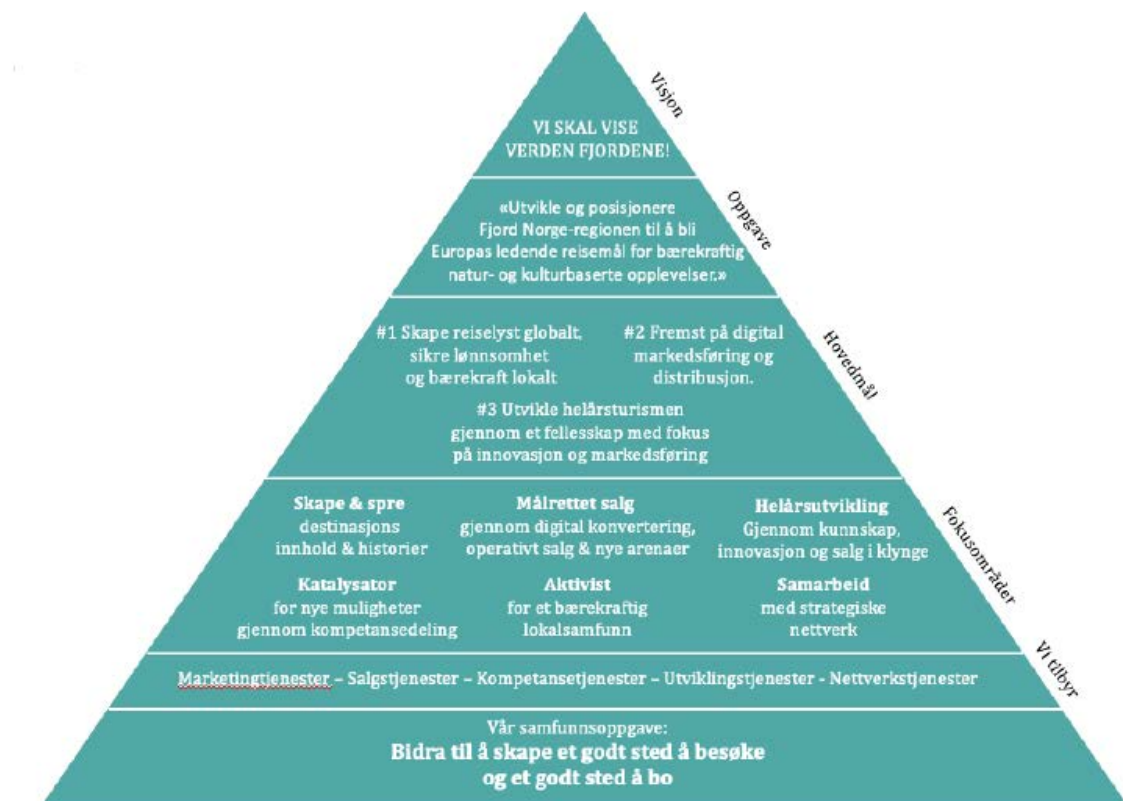 Visjon
VI SKAL VISE
VERDEN FJORDENE!
Oppgave
«Utvikle og posisjonere
Fjord Norge-regionen til å bli
Europas ledende reisemål for bærekraftig
natur- og kulturbaserte opplevelser.»
Hovedmål
#1 Skape reiselyst globalt,
sikre lønnsomhet
og bærekraft lokalt
#2 Fremst på digital
markedsføring og
distribusjon.
#3 Utvikle helårsturismen
gjennom et fellesskap med fokus
på innovasjon og markedsføring
Fokusområder
Skape & spre
destinasjons
innhold & historier
Målrettet salg
gjennom digital konvertering,
operativt salg & nye arenaer
Helårsutvikling
Gjennom kunnskap,
innovasjon og salg i klynge
Katalysator
for nye muligheter
gjennom kompetansedeling
Aktivist
for et bærekraftig
lokalsamfunn
Samarbeid
med strategiske
nettverk
Vi tilbyr
Marketingtjenester – Salgstjenester – Kompetansetjenester – Utviklingstjenester - Nettverkstjenester
Vår samfunnsoppgave:
Bidra til å skape et godt sted å besøke
og et godt sted å bo